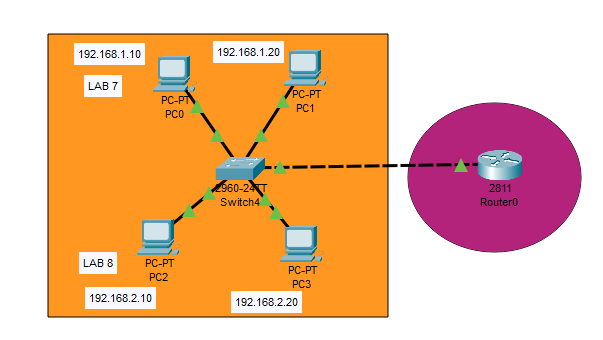 192.168.1.10
192.168.1.20
LAB 7
PC-PT
PC0
PC-PT
PC1
2960-24TT
Switch4
2811
Router0
LAB 8
PC-PT
PC2
PC-PT
PC3
192.168.2.10
192.168.2.20